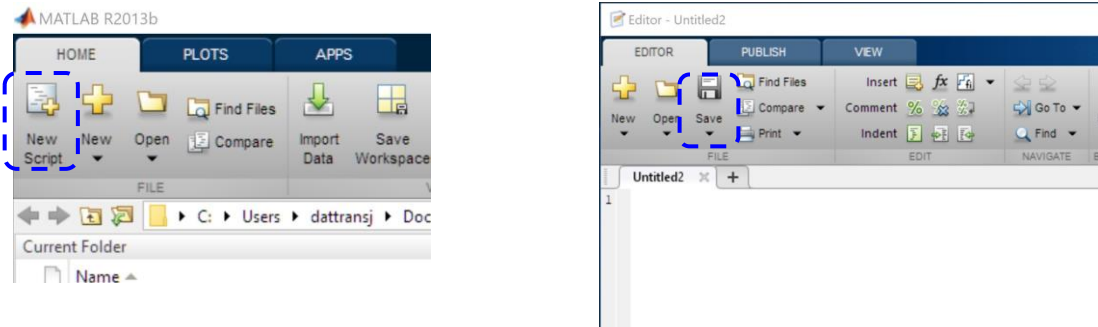 MATLAB R2013b
HOME PLOTS APPS
Find Files
Compare
New Script New Open Import Data Save Workspace
FILE
C: Users dattransj Doc
Current Folder
Name
Editor - Untitled2
EDITOR PUBLISH VIEW
Find Files Insert fx fi
New Open Save Compare Comment % Go To
Print Indent Find
FILE EDIT NAVIGATE
Untitled2
1